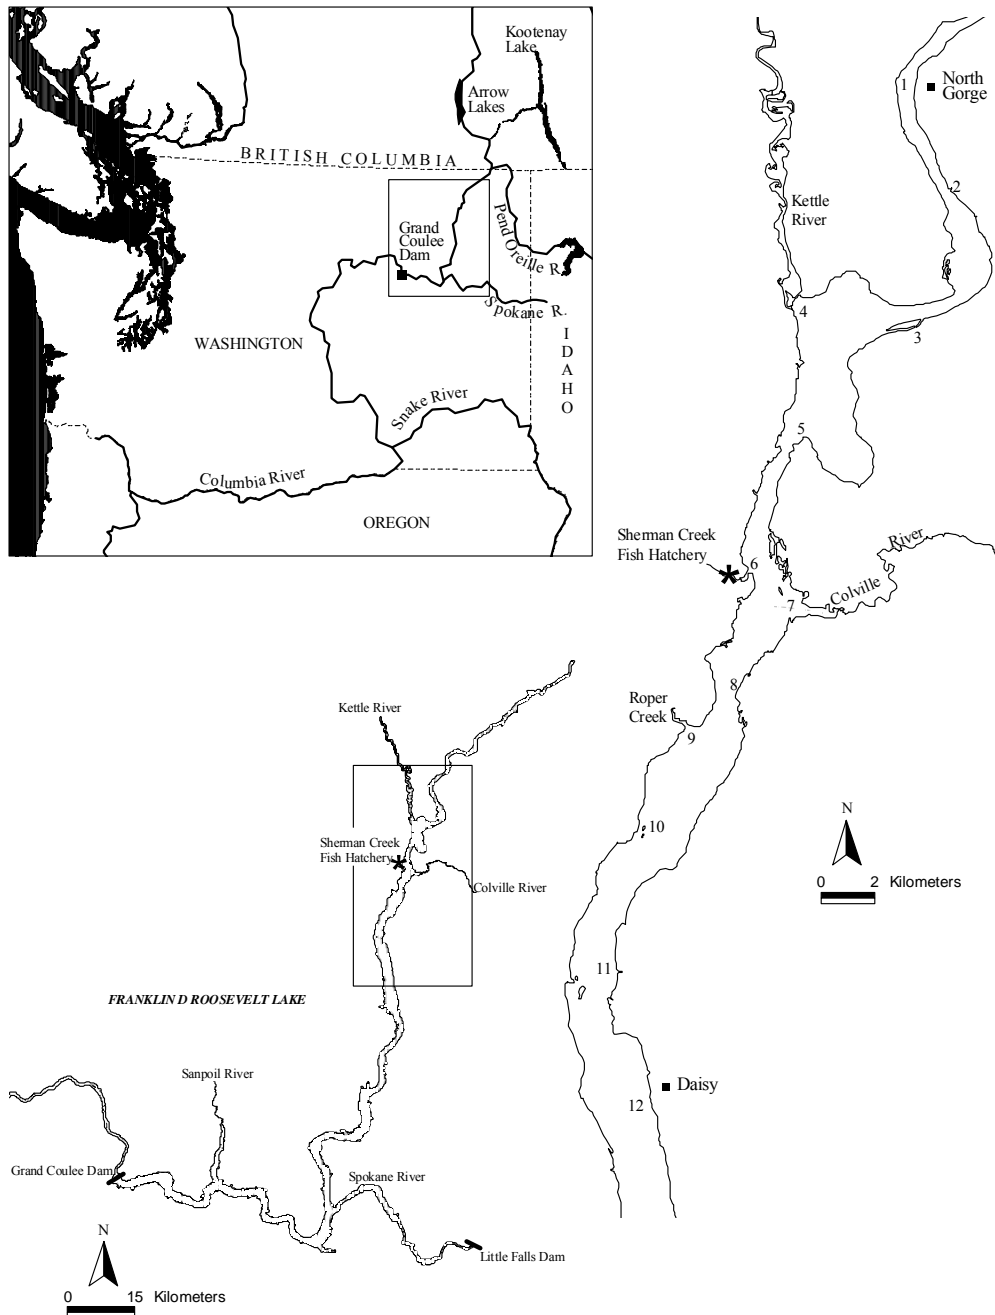 Kootenay
Lake
Arrow
Lakes
BRITISH COLUMBIA
Grand
Coulee
Dam
Pend Oreille R.
Spokane R.
WASHINGTON
IDAHO
Snake River
Columbia River
OREGON
1
North
Gorge
2
Kettle
River
4
3
5
Sherman Creek
Fish Hatchery
6
Colville River
7
8
Roper
Creek
9
10
N
0 2 Kilometers
11
Daisy
12
Kettle River
Sherman Creek
Fish Hatchery
Colville River
FRANKLIN D ROOSEVELT LAKE
Sanpoil River
Grand Coulee Dam
Spokane River
Little Falls Dam
N
0 15 Kilometers